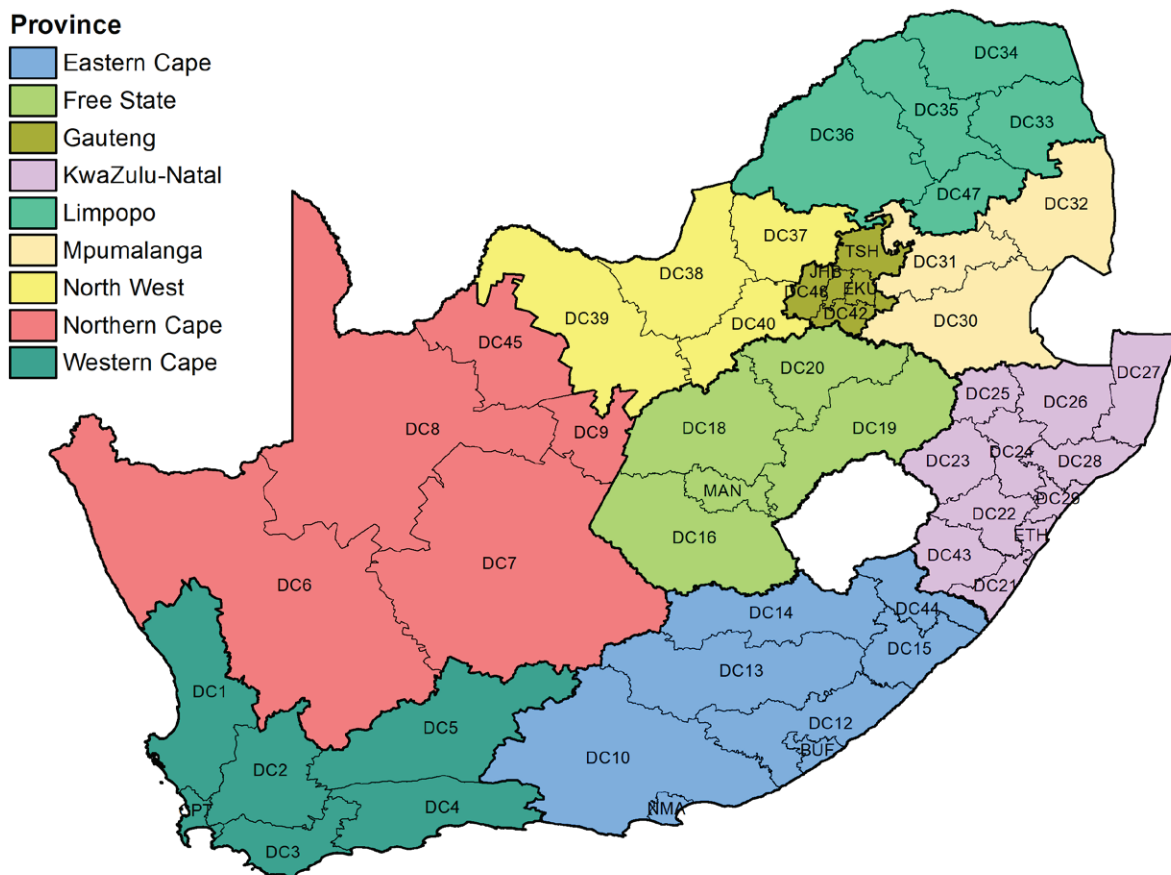 Province
Eastern Cape
Free State
Gauteng
KwaZulu-Natal
Limpopo
Mpumalanga
North West
Northern Cape
Western Cape
DC34
DC35
DC36
DC33
DC47
DC32
DC37
TSH
DC31
DC38
JHB
DC48
EKU
DC42
DC39
DC40
DC30
DC45
DC20
DC27
DC25
DC26
DC8
DC9
DC18
DC19
DC24
DC23
DC28
MAN
DC29
DC22
DC16
ETH
DC43
DC7
DC6
DC21
DC14
DC44
DC15
DC13
DC1
DC5
DC12
BUF
DC10
DC2
DC4
NMA
DC3